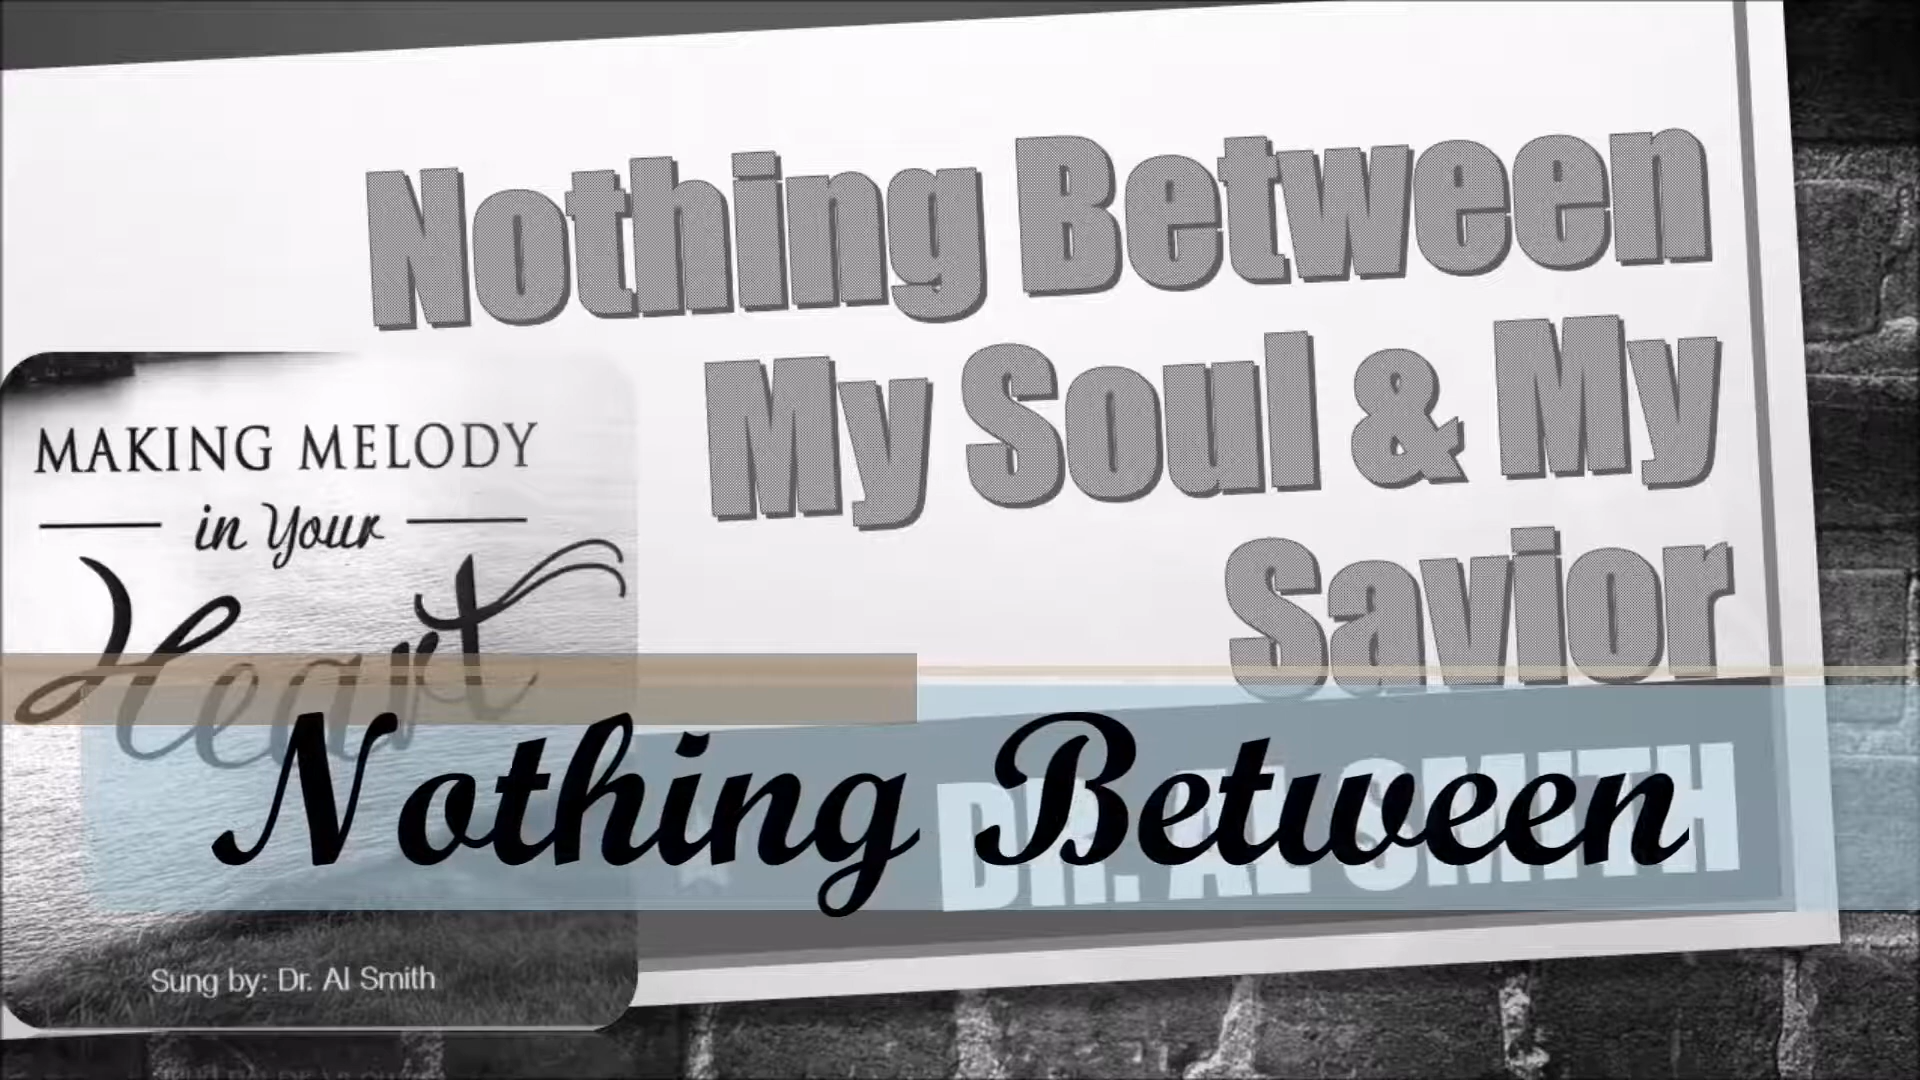 Nothing Between
My Soul & My
Savior
MAKING MELODY
in Your
Heart
Nothing Between
DR. AL SMITH
Sung by: Dr. Al Smith